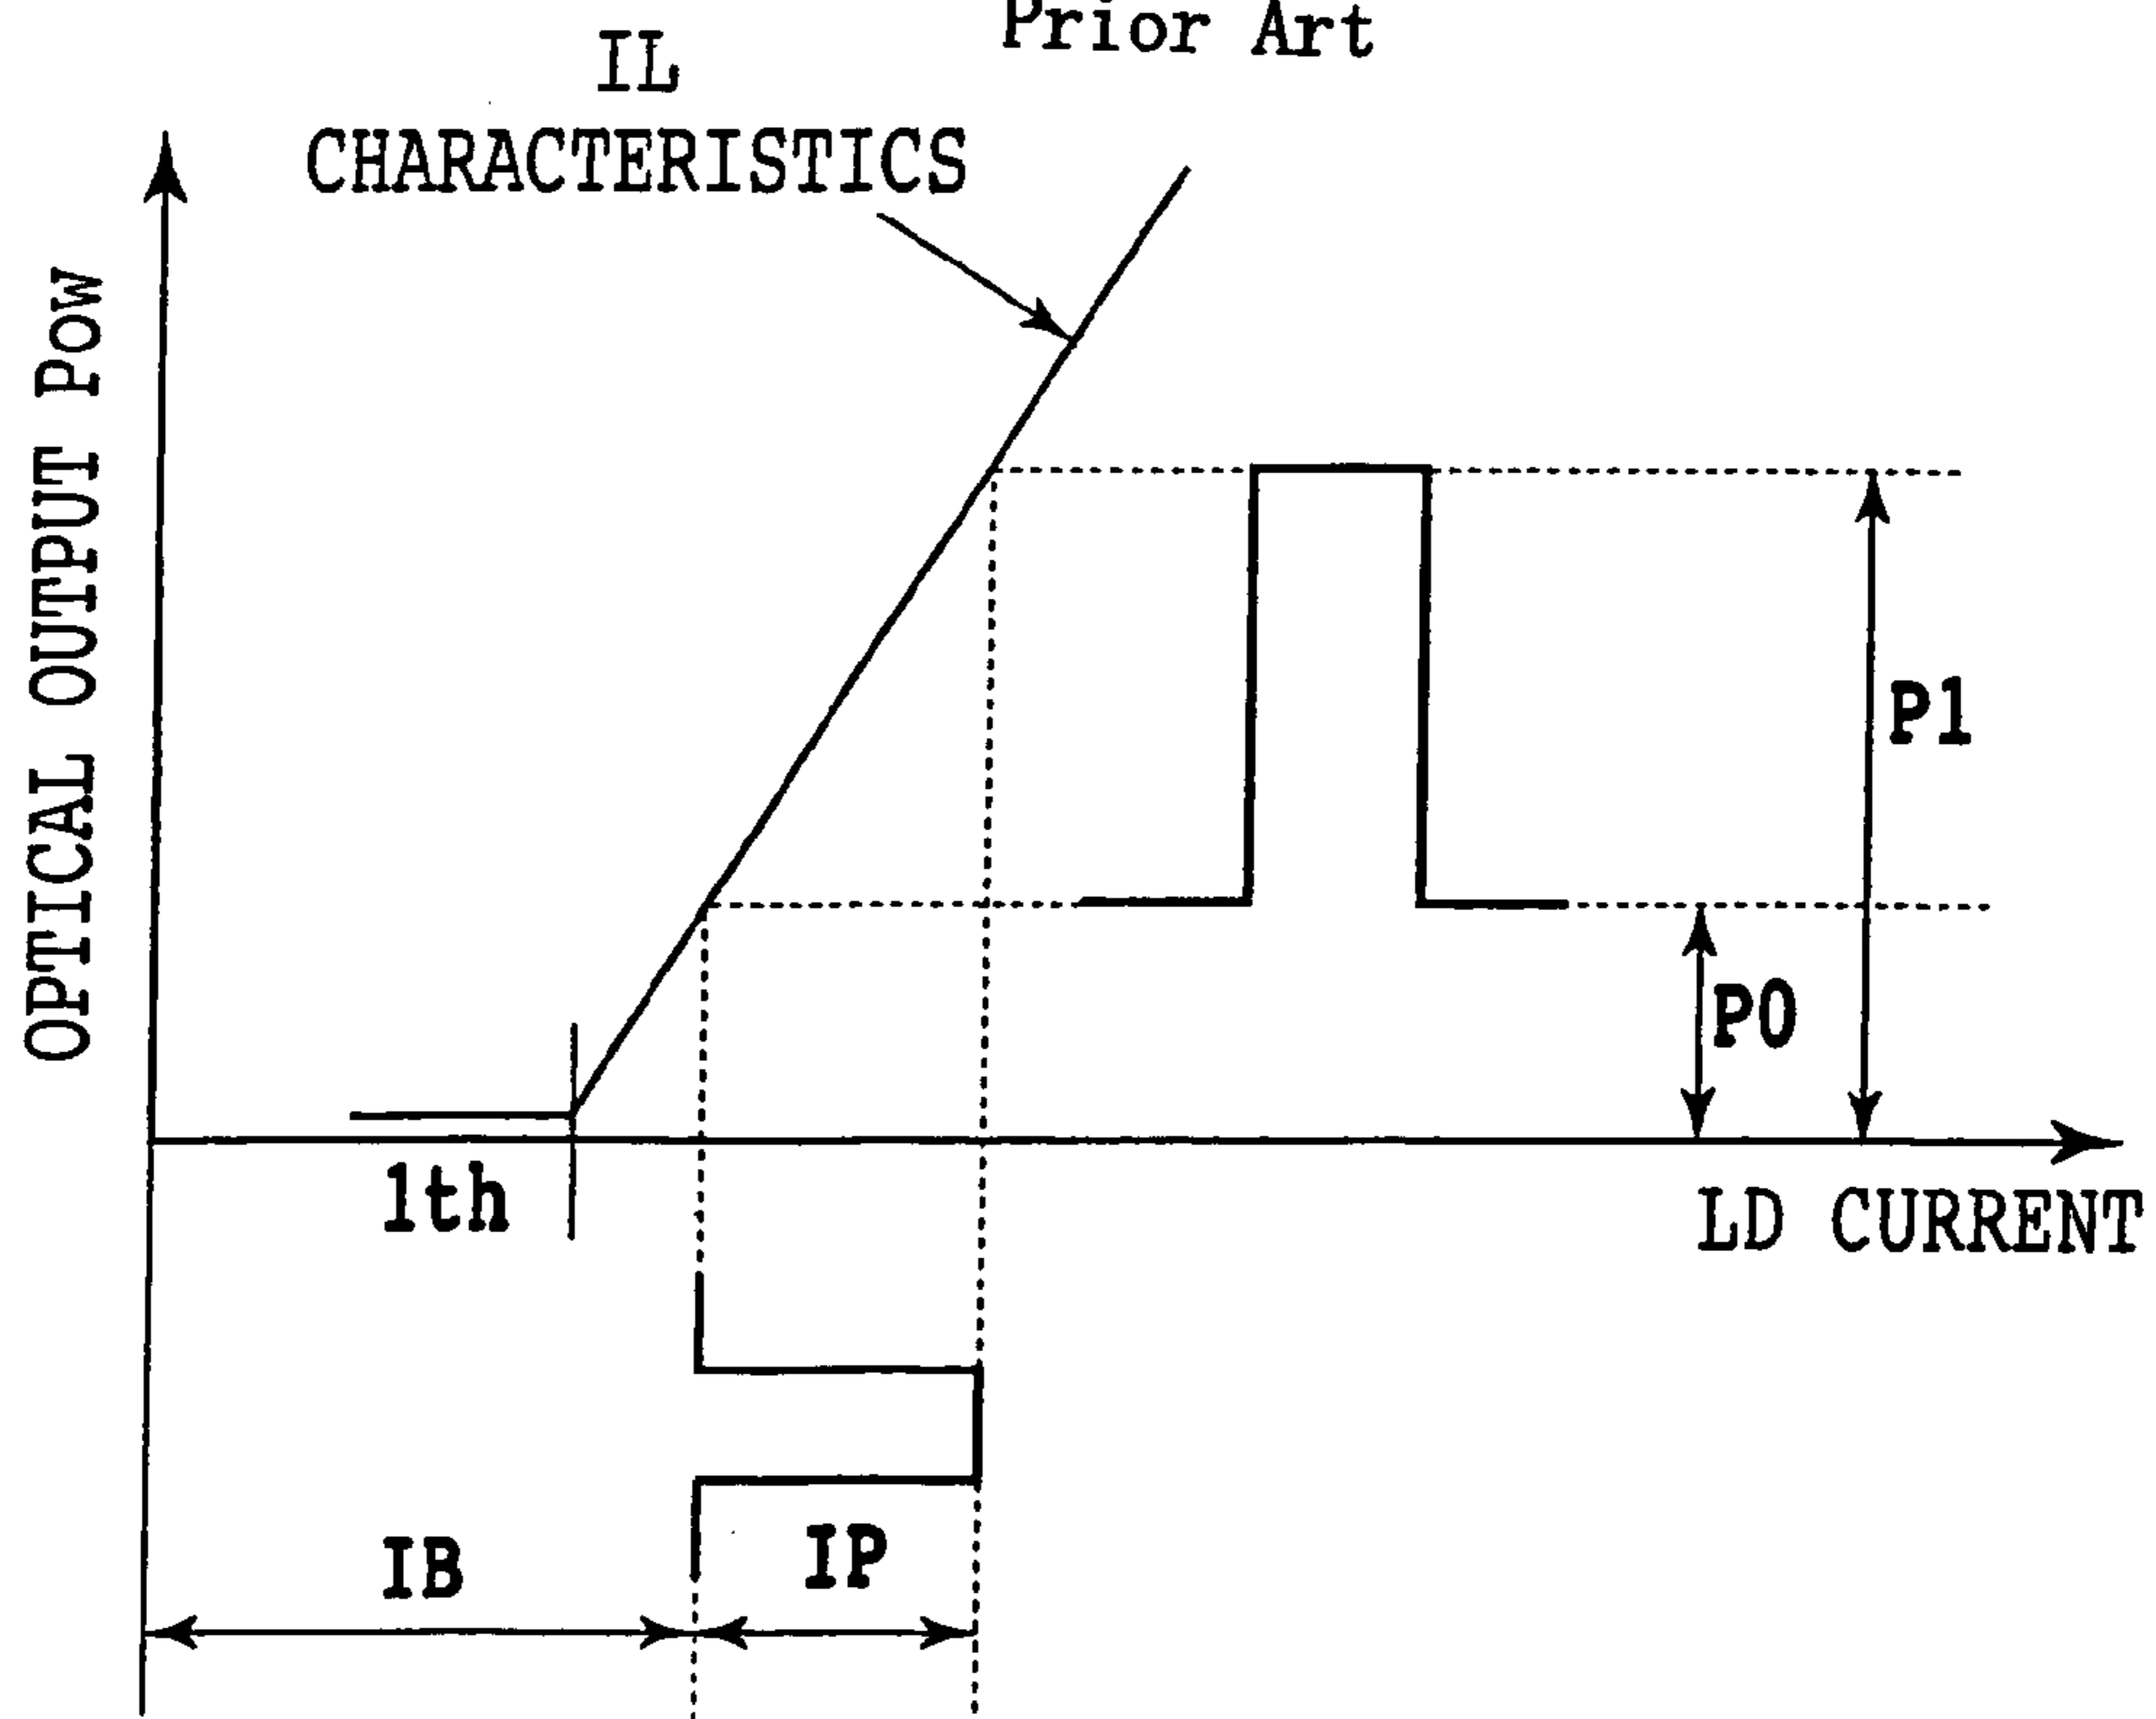 Prior Art
IL
CHARACTERISTICS
OPTICAL OUTPUT Pow
P1
P0
1th
LD CURRENT
IB
IP